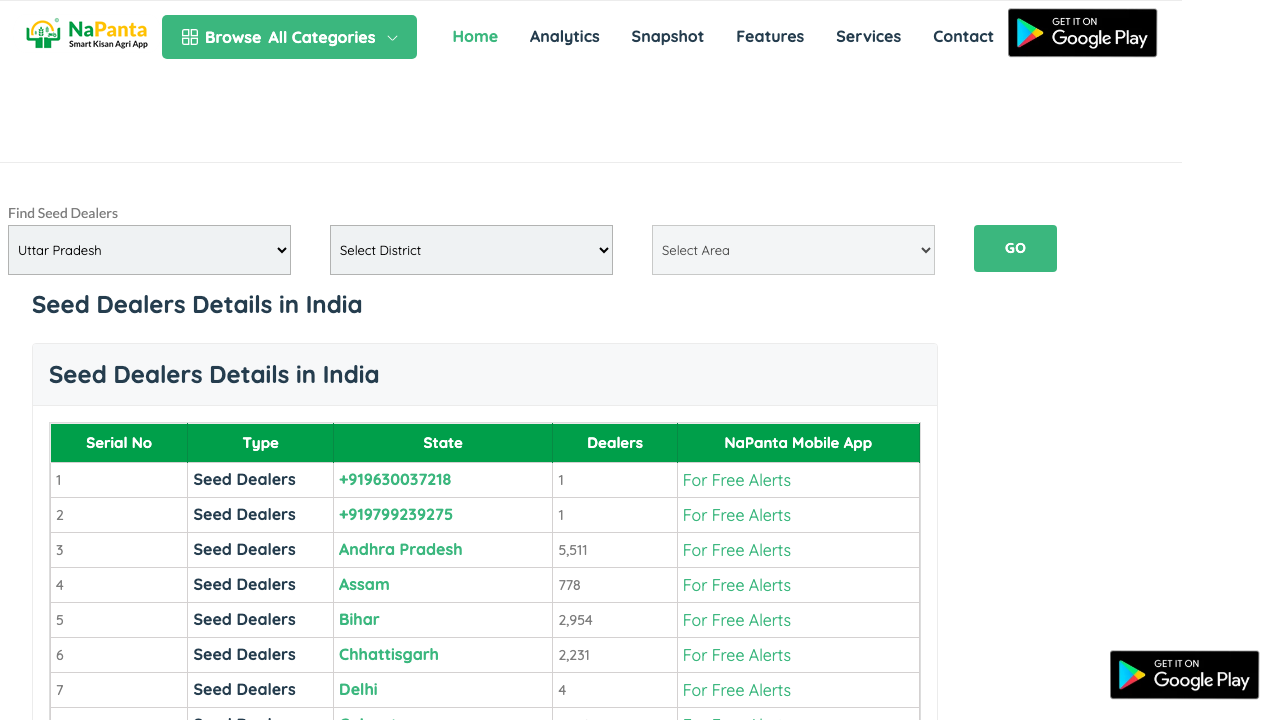 NaPanta
Smart Kisan Agri App
Browse All Categories
Home
Analytics
Snapshot
Features
Services
Contact
GET IT ON
Google Play
Find Seed Dealers
Uttar Pradesh
Select District
Select Area
GO
Seed Dealers Details in India
Seed Dealers Details in India
Serial No Type State Dealers NaPanta Mobile App
1 Seed Dealers +919630037218 1 For Free Alerts
2 Seed Dealers +919799239275 1 For Free Alerts
3 Seed Dealers Andhra Pradesh 5,511 For Free Alerts
4 Seed Dealers Assam 778 For Free Alerts
5 Seed Dealers Bihar 2,954 For Free Alerts
6 Seed Dealers Chhattisgarh 2,231 For Free Alerts
7 Seed Dealers Delhi 4 For Free Alerts
GET IT ON
Google Play